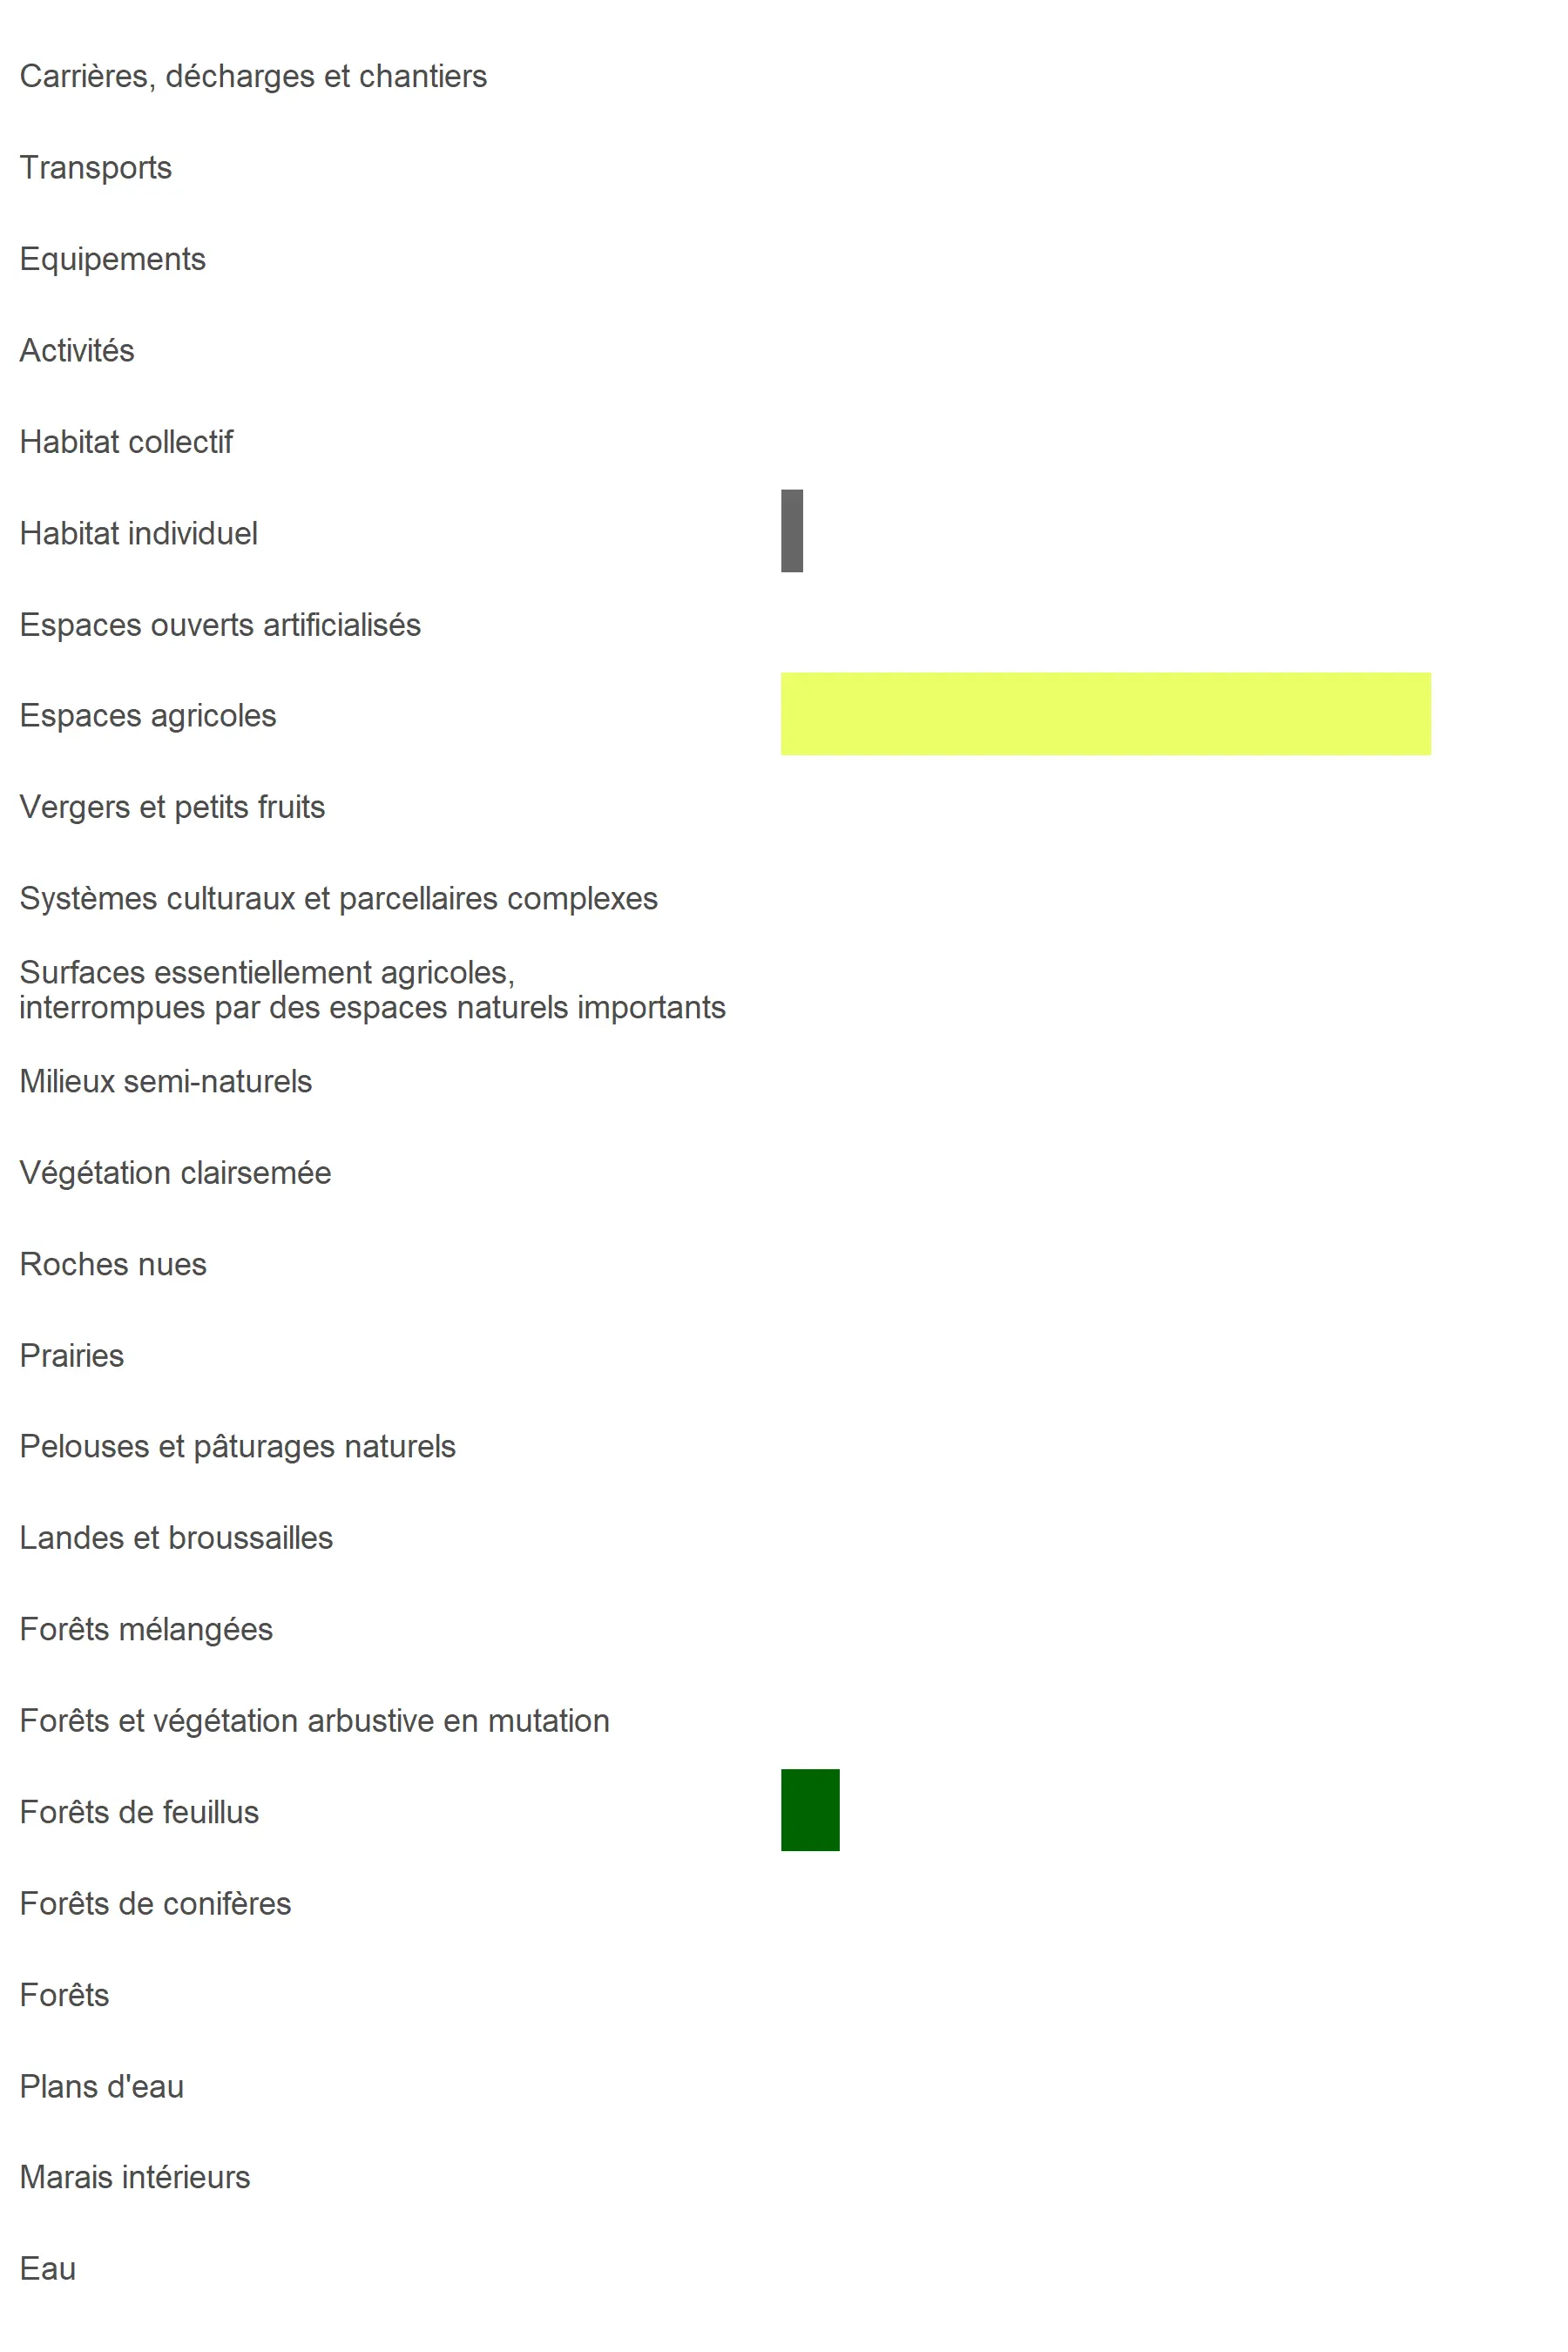 Carrières, décharges et chantiers
Transports
Equipements
Activités
Habitat collectif
Habitat individuel
Espaces ouverts artificialisés
Espaces agricoles
Vergers et petits fruits
Systèmes culturaux et parcellaires complexes
Surfaces essentiellement agricoles,
interrompues par des espaces naturels importants
Milieux semi-naturels
Végétation clairsemée
Roches nues
Prairies
Pelouses et pâturages naturels
Landes et broussailles
Forêts mélangées
Forêts et végétation arbustive en mutation
Forêts de feuillus
Forêts de conifères
Forêts
Plans d'eau
Marais intérieurs
Eau